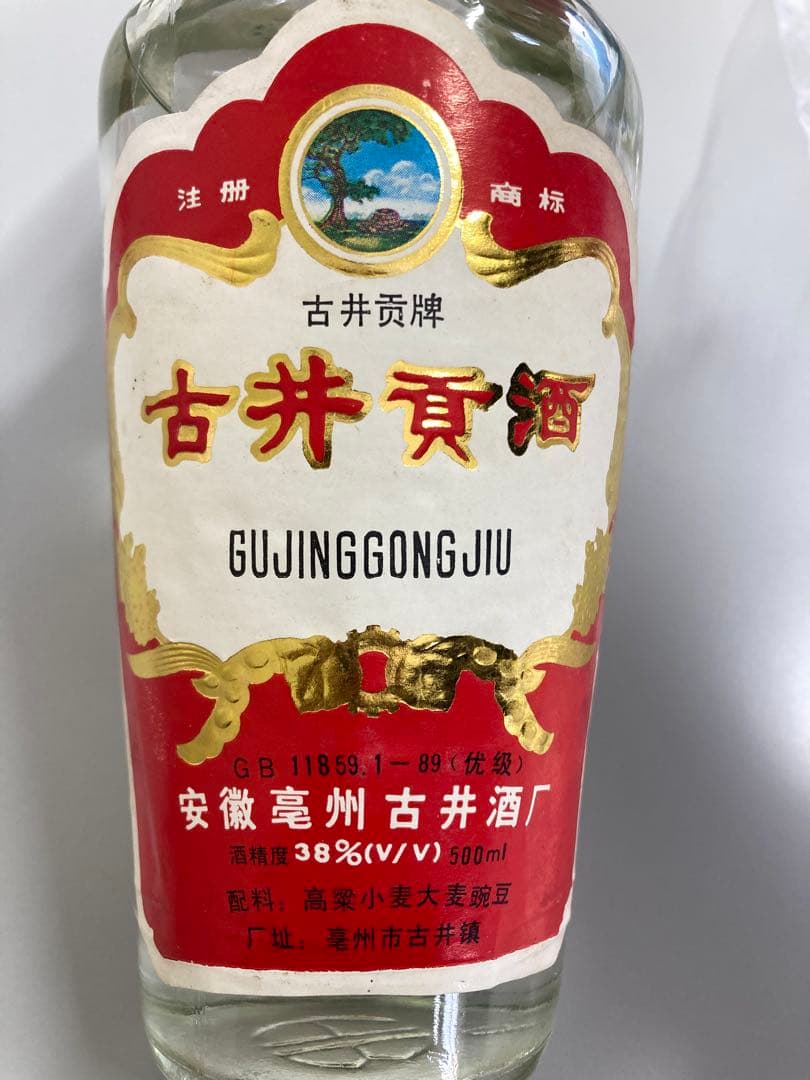 注册 商标
古井贡牌
古井贡酒
GUJINGGONGJIU
GB 11859.1-89(优级)
安徽亳州古井酒厂
酒精度 38%(V/V) 500ml
配料:高粱小麦大麦豌豆
厂址:亳州市古井镇